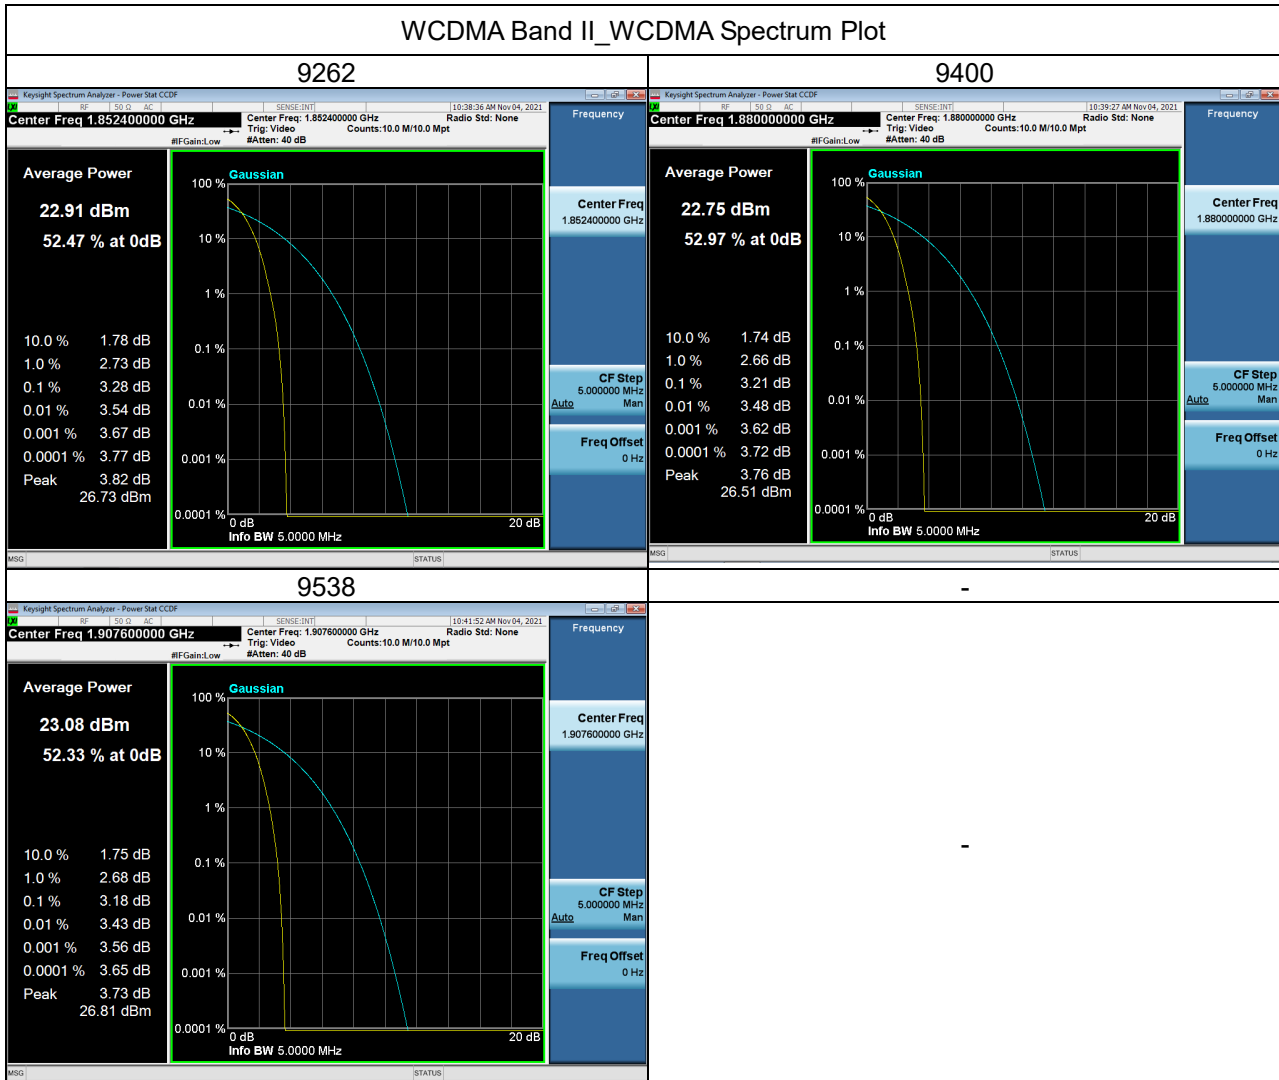 WCDMA Band II_WCDMA Spectrum Plot
9262
9400
Keysight Spectrum Analyzer - Power Stat CCDF
RF 50 Ω AC SENSE:INT 10:38:36 AM Nov 04, 2021
Center Freq 1.852400000 GHz
Center Freq: 1.852400000 GHz Radio Std: None
Trig: Video Counts:10.0 M/10.0 Mpt
#IFGain:Low #Atten: 40 dB
Average Power
22.91 dBm
52.47 % at 0dB
10.0 % 1.78 dB
1.0 % 2.73 dB
0.1 % 3.28 dB
0.01 % 3.54 dB
0.001 % 3.67 dB
0.0001 % 3.77 dB
Peak 3.82 dB
26.73 dBm
Gaussian
100 %
10 %
1 %
0.1 %
0.01 %
0.001 %
0.0001 %
0 dB 20 dB
Info BW 5.0000 MHz
Frequency
Center Freq
1.852400000 GHz
CF Step
5.000000 MHz
Auto Man
Freq Offset
0 Hz
MSG STATUS
Keysight Spectrum Analyzer - Power Stat CCDF
RF 50 Ω AC SENSE:INT 10:39:27 AM Nov 04, 2021
Center Freq 1.880000000 GHz
Center Freq: 1.880000000 GHz Radio Std: None
Trig: Video Counts:10.0 M/10.0 Mpt
#IFGain:Low #Atten: 40 dB
Average Power
22.75 dBm
52.97 % at 0dB
10.0 % 1.74 dB
1.0 % 2.66 dB
0.1 % 3.21 dB
0.01 % 3.48 dB
0.001 % 3.62 dB
0.0001 % 3.72 dB
Peak 3.76 dB
26.51 dBm
Gaussian
100 %
10 %
1 %
0.1 %
0.01 %
0.001 %
0.0001 %
0 dB 20 dB
Info BW 5.0000 MHz
Frequency
Center Freq
1.880000000 GHz
CF Step
5.000000 MHz
Auto Man
Freq Offset
0 Hz
MSG STATUS
9538
-
Keysight Spectrum Analyzer - Power Stat CCDF
RF 50 Ω AC SENSE:INT 10:41:52 AM Nov 04, 2021
Center Freq 1.907600000 GHz
Center Freq: 1.907600000 GHz Radio Std: None
Trig: Video Counts:10.0 M/10.0 Mpt
#IFGain:Low #Atten: 40 dB
Average Power
23.08 dBm
52.33 % at 0dB
10.0 % 1.75 dB
1.0 % 2.68 dB
0.1 % 3.18 dB
0.01 % 3.43 dB
0.001 % 3.56 dB
0.0001 % 3.65 dB
Peak 3.73 dB
26.81 dBm
Gaussian
100 %
10 %
1 %
0.1 %
0.01 %
0.001 %
0.0001 %
0 dB 20 dB
Info BW 5.0000 MHz
Frequency
Center Freq
1.907600000 GHz
CF Step
5.000000 MHz
Auto Man
Freq Offset
0 Hz
MSG STATUS
-